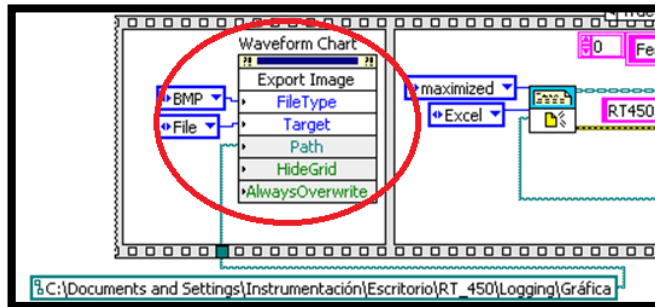 Waveform Chart
Export Image
BMP
FileType
File
Target
Path
HideGrid
AlwaysOverwrite
maximized
Excel
0
Fe
RT450
C:\Documents and Settings\Instrumentación\Escritorio\RT_450\Logging\Gráfica